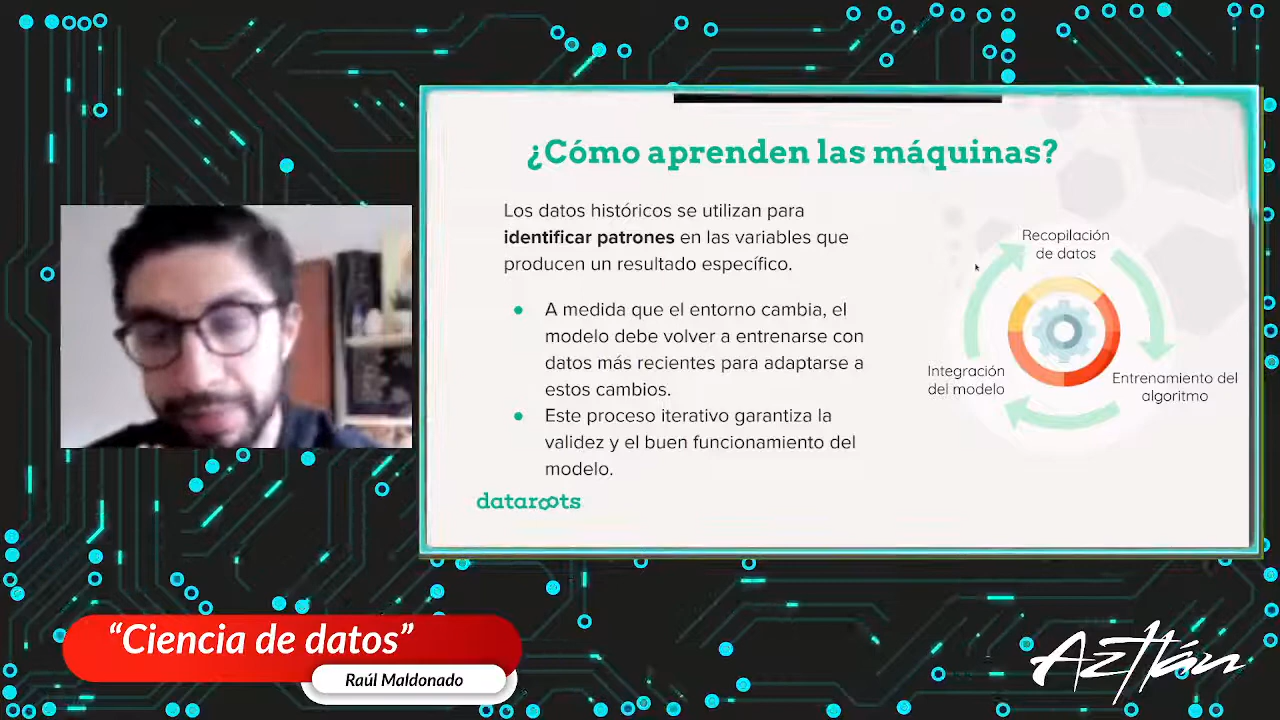 ¿Cómo aprenden las máquinas?
Los datos históricos se utilizan para
identificar patrones en las variables que
producen un resultado específico.
A medida que el entorno cambia, el
modelo debe volver a entrenarse con
datos más recientes para adaptarse a
estos cambios.
Este proceso iterativo garantiza la
validez y el buen funcionamiento del
modelo.
dataroots
Recopilación
de datos
Entrenamiento del
algoritmo
Integración
del modelo
“Ciencia de datos”
Raúl Maldonado
Aztlán